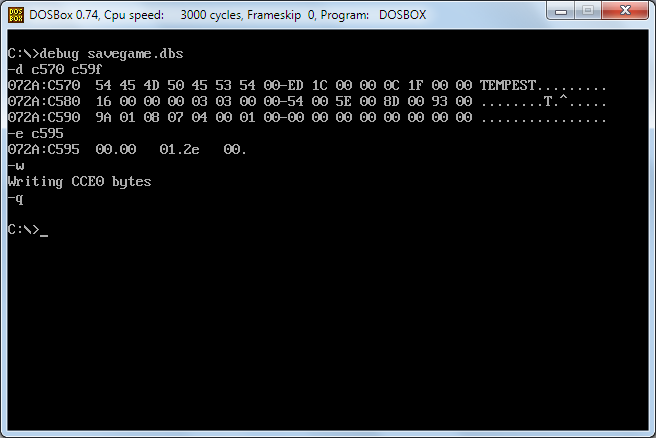 DOS BOX DOSBox 0.74, Cpu speed: 3000 cycles, Frameskip 0, Program: DOSBOX
C:\>debug savegame.dbs
-d c570 c59f
072A:C570 54 45 4D 50 45 53 54 00-ED 1C 00 00 0C 1F 00 00 TEMPEST.........
072A:C580 16 00 00 00 03 03 00 00-54 00 5E 00 8D 00 93 00 ........T.^.....
072A:C590 9A 01 08 07 04 00 01 00-00 00 00 00 00 00 00 00 ................
-e c595
072A:C595 00.00 01.2e 00.
-w
Writing CCE0 bytes
-q
C:\>_